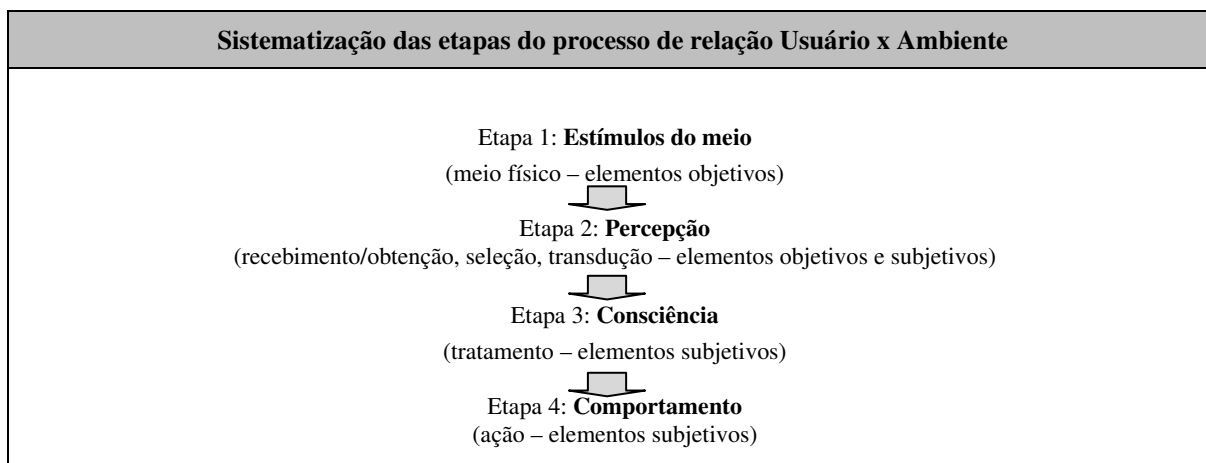 Sistematização das etapas do processo de relação Usuário x Ambiente
Etapa 1: Estímulos do meio
(meio físico – elementos objetivos)
Etapa 2: Percepção
(recebimento/obtenção, seleção, transdução – elementos objetivos e subjetivos)
Etapa 3: Consciência
(tratamento – elementos subjetivos)
Etapa 4: Comportamento
(ação – elementos subjetivos)